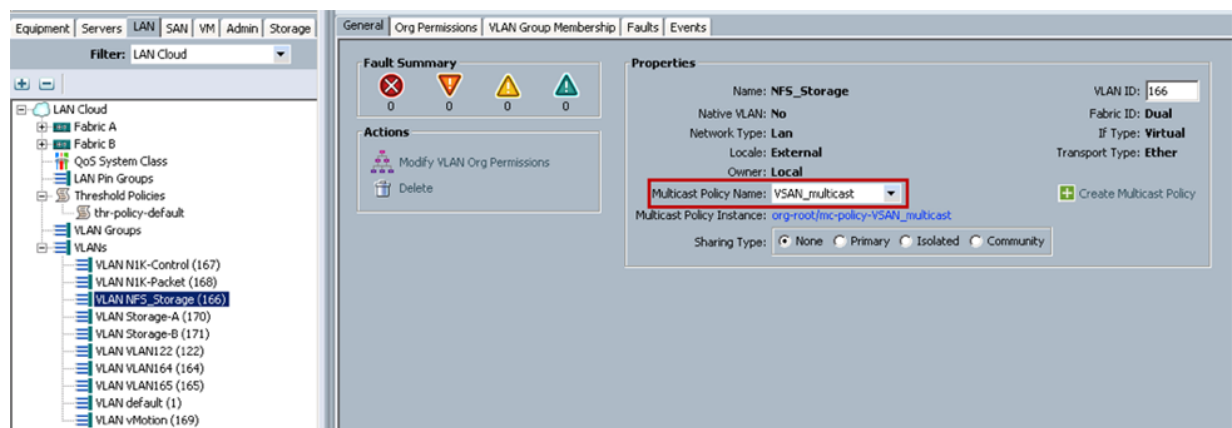 Equipment Servers LAN SAN VM Admin Storage
Filter: LAN Cloud
LAN Cloud
Fabric A
Fabric B
QoS System Class
LAN Pin Groups
Threshold Policies
thr-policy-default
VLAN Groups
VLANs
VLAN N1K-Control (167)
VLAN N1K-Packet (168)
VLAN NFS_Storage (166)
VLAN Storage-A (170)
VLAN Storage-B (171)
VLAN VLAN122 (122)
VLAN VLAN164 (164)
VLAN VLAN165 (165)
VLAN default (1)
VLAN vMotion (169)
General Org Permissions VLAN Group Membership Faults Events
Fault Summary
0 0 0 0
Actions
Modify VLAN Org Permissions
Delete
Properties
Name: NFS_Storage VLAN ID: 166
Native VLAN: No Fabric ID: Dual
Network Type: Lan If Type: Virtual
Locale: External Transport Type: Ether
Owner: Local
Multicast Policy Name: VSAN_multicast Create Multicast Policy
Multicast Policy Instance: org-root/mc-policy-VSAN_multicast
Sharing Type: None Primary Isolated Community